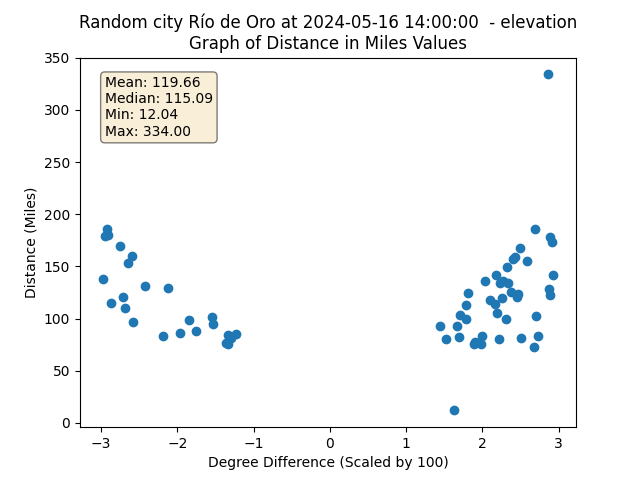 Random city Río de Oro at 2024-05-16 14:00:00  - elevation
Graph of Distance in Miles Values
Mean: 119.66
Median: 115.09
Min: 12.04
Max: 334.00
350
300
250
200
150
100
50
0
Distance (Miles)
−3 −2 −1 0 1 2 3
Degree Difference (Scaled by 100)